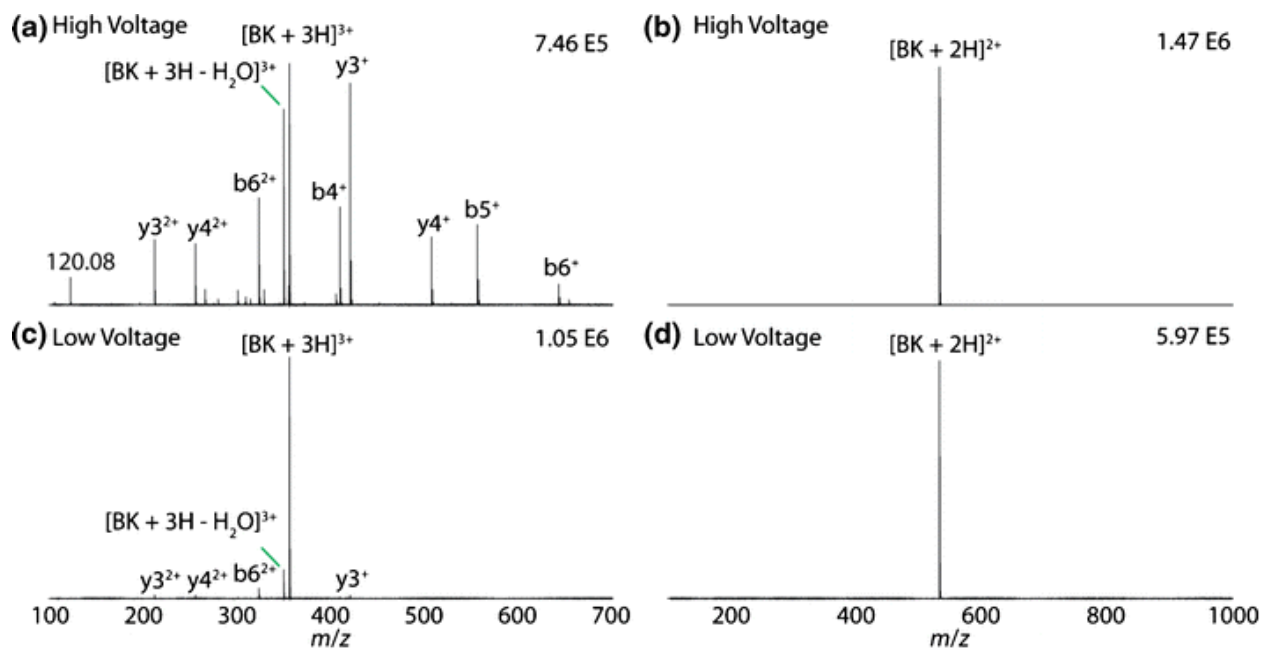 (a) High Voltage
[BK + 3H]³⁺
7.46 E5
[BK + 3H - H₂O]³⁺
y3⁺
b6²⁺
b4⁺
y3²⁺
y4²⁺
y4⁺
b5⁺
120.08
b6⁺
(b) High Voltage
[BK + 2H]²⁺
1.47 E6
(c) Low Voltage
[BK + 3H]³⁺
1.05 E6
[BK + 3H - H₂O]³⁺
y3²⁺ y4²⁺ b6²⁺ y3⁺
100 200 300 400 500 600 700
m/z
(d) Low Voltage
[BK + 2H]²⁺
5.97 E5
200 400 600 800 1000
m/z